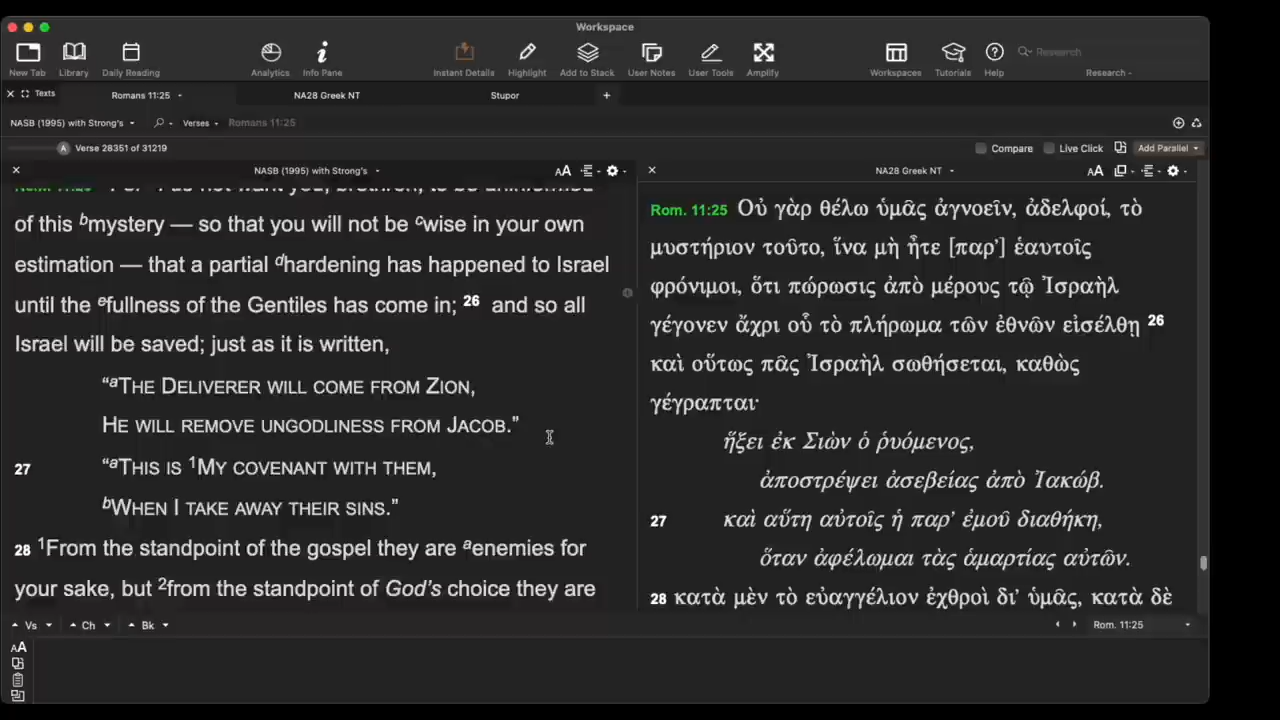 Workspace
New Tab Library Daily Reading Analytics Info Pane Instant Details Highlight Add to Stack User Notes User Tools Amplify Workspaces Tutorials Help Research Research
Texts Romans 11:25 NA28 Greek NT Stupor
NASB (1995) with Strong's Verses Romans 11:25
A Verse 28351 of 31219 Compare Live Click Add Parallel
NASB (1995) with Strong's
of this bmystery — so that you will not be cwise in your own
estimation — that a partial dhardening has happened to Israel
until the efullness of the Gentiles has come in; 26 and so all
Israel will be saved; just as it is written,
“aTHE DELIVERER WILL COME FROM ZION,
HE WILL REMOVE UNGODLINESS FROM JACOB.”
27 “aTHIS IS 1MY COVENANT WITH THEM,
bWHEN I TAKE AWAY THEIR SINS.”
28 1From the standpoint of the gospel they are aenemies for
your sake, but 2from the standpoint of God’s choice they are
NA28 Greek NT
Rom. 11:25 Οὐ γὰρ θέλω ὑμᾶς ἀγνοεῖν, ἀδελφοί, τὸ
μυστήριον τοῦτο, ἵνα μὴ ἦτε [παρ’] ἑαυτοῖς
φρόνιμοι, ὅτι πώρωσις ἀπὸ μέρους τῷ Ἰσραὴλ
γέγονεν ἄχρι οὗ τὸ πλήρωμα τῶν ἐθνῶν εἰσέλθῃ 26
καὶ οὕτως πᾶς Ἰσραὴλ σωθήσεται, καθὼς
γέγραπται·
ἥξει ἐκ Σιὼν ὁ ῥυόμενος,
ἀποστρέψει ἀσεβείας ἀπὸ Ἰακώβ.
27 καὶ αὕτη αὐτοῖς ἡ παρ’ ἐμοῦ διαθήκη,
ὅταν ἀφέλωμαι τὰς ἁμαρτίας αὐτῶν.
28 κατὰ μὲν τὸ εὐαγγέλιον ἐχθροὶ δι’ ὑμᾶς, κατὰ δὲ
Vs Ch Bk Rom. 11:25